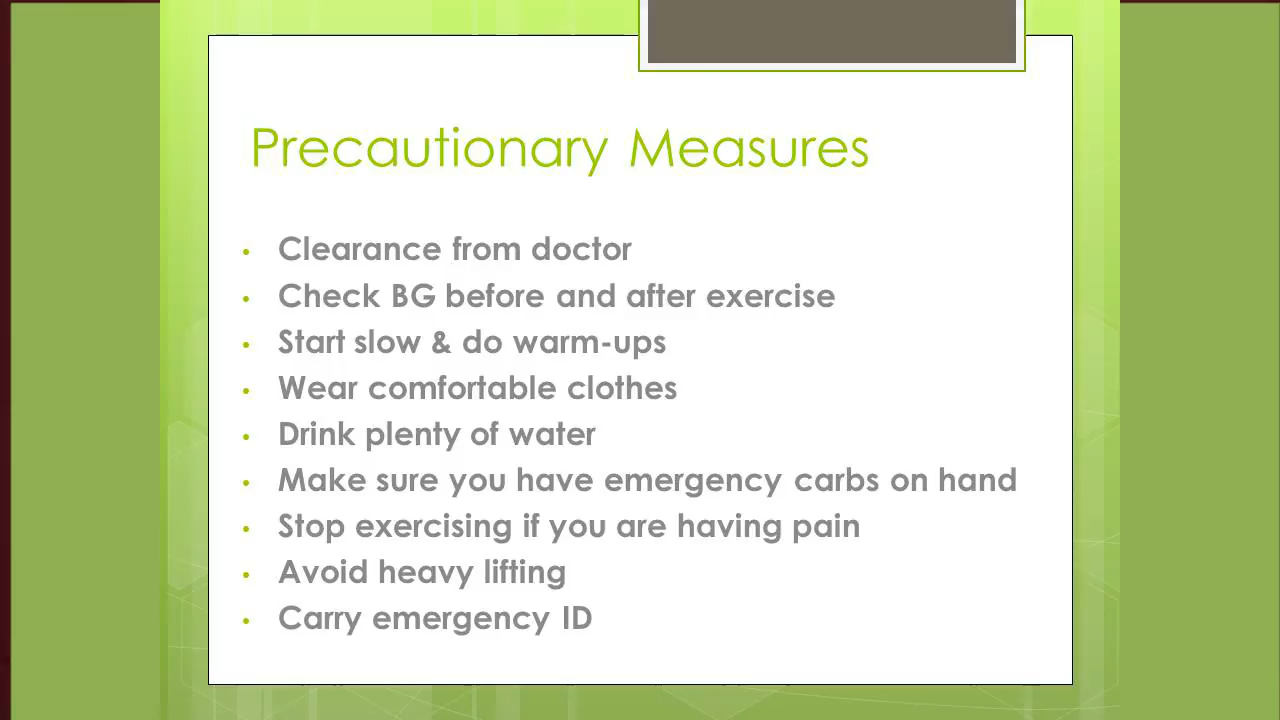 Precautionary Measures
• Clearance from doctor
• Check BG before and after exercise
• Start slow & do warm-ups
• Wear comfortable clothes
• Drink plenty of water
• Make sure you have emergency carbs on hand
• Stop exercising if you are having pain
• Avoid heavy lifting
• Carry emergency ID